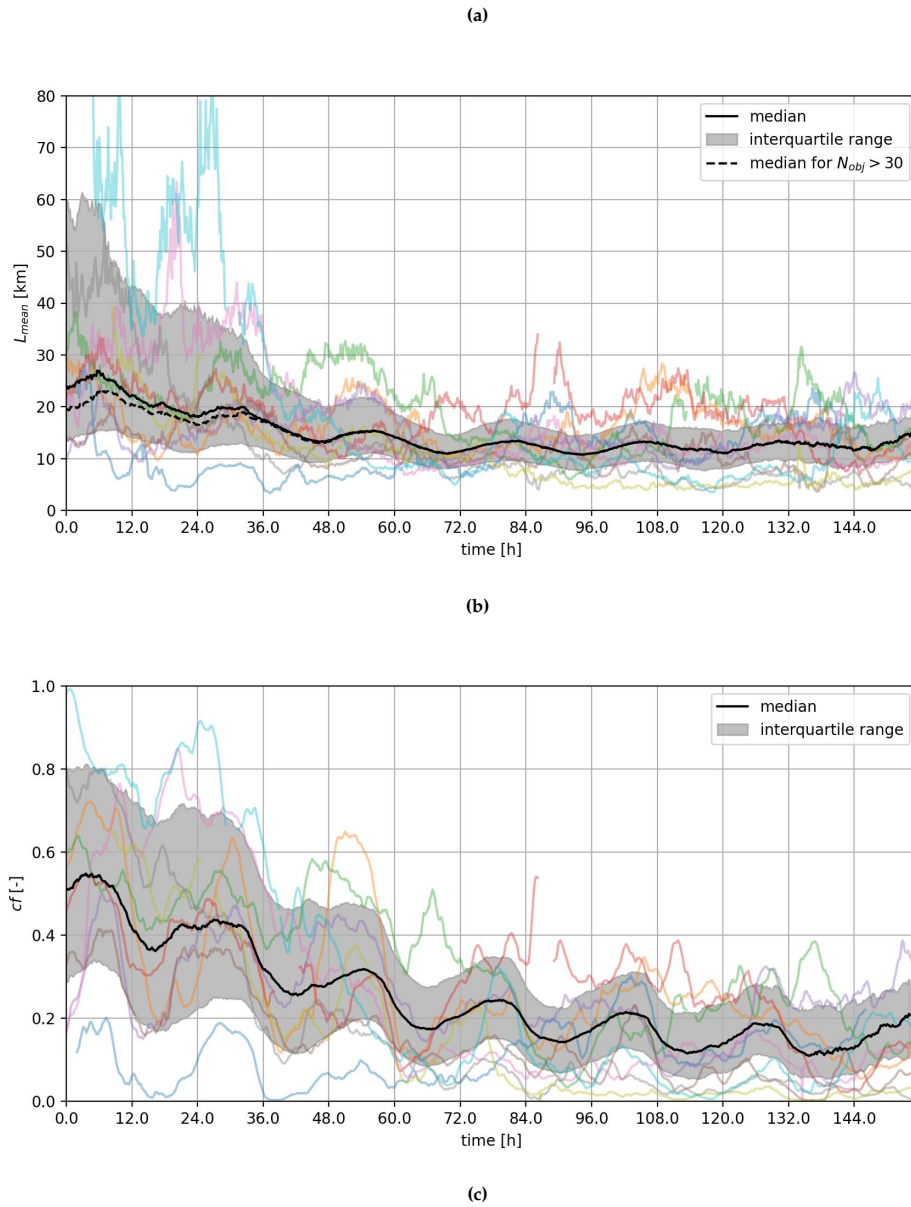 (a)
80
70
60
50
40
30
20
10
0
L_mean [km]
median
interquartile range
median for N_obj > 30
0.0 12.0 24.0 36.0 48.0 60.0 72.0 84.0 96.0 108.0 120.0 132.0 144.0
time [h]
(b)
1.0
0.8
0.6
0.4
0.2
0.0
cf [-]
median
interquartile range
0.0 12.0 24.0 36.0 48.0 60.0 72.0 84.0 96.0 108.0 120.0 132.0 144.0
time [h]
(c)